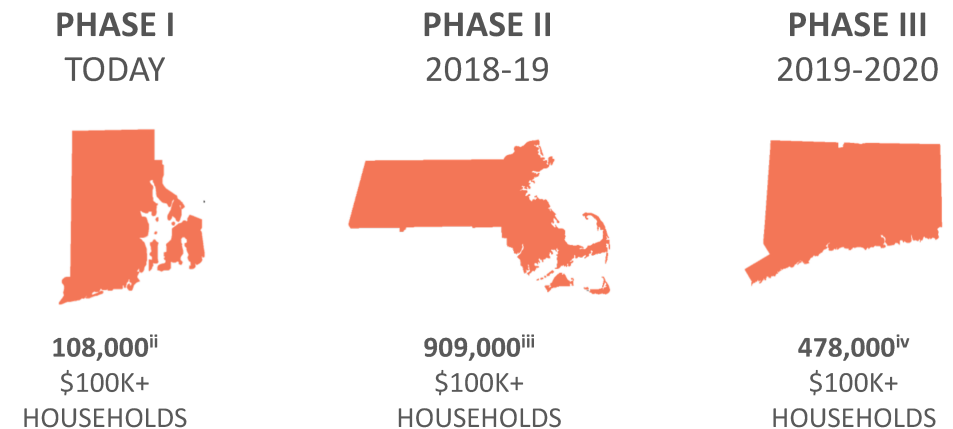 PHASE I
TODAY
108,000ii
$100K+
HOUSEHOLDS
PHASE II
2018-19
909,000iii
$100K+
HOUSEHOLDS
PHASE III
2019-2020
478,000iv
$100K+
HOUSEHOLDS